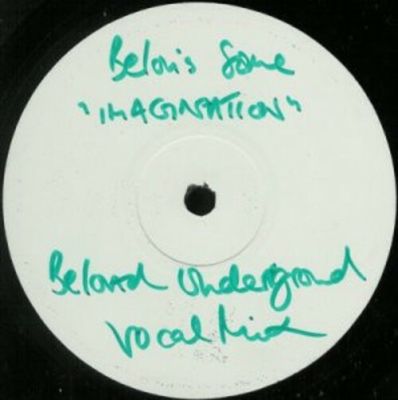 Belouis Some
"IMAGINATION"
Beloved Underground
Vocal Mix